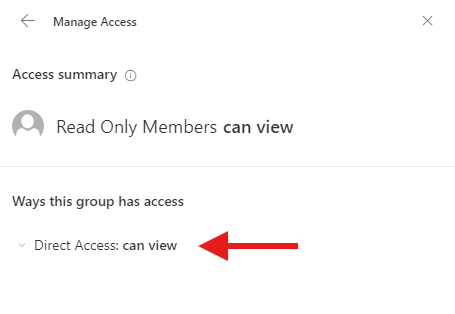 Manage Access
Access summary
Read Only Members can view
Ways this group has access
Direct Access: can view